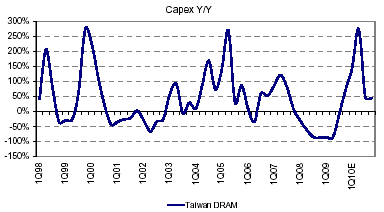 Capex Y/Y
300%
250%
200%
150%
100%
50%
0%
-50%
-100%
-150%
1Q98
1Q99
1Q00
1Q01
1Q02
1Q03
1Q04
1Q05
1Q06
1Q07
1Q08
1Q09
1Q10E
Taiwan DRAM